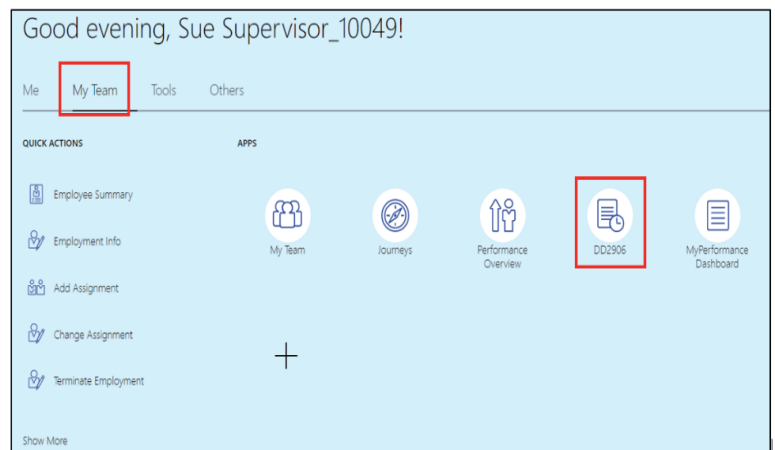 Good evening, Sue Supervisor_10049!
Me My Team Tools Others
QUICK ACTIONS
Employee Summary
Employment Info
Add Assignment
Change Assignment
Terminate Employment
Show More
APPS
My Team
Journeys
Performance
Overview
DD2906
MyPerformance
Dashboard